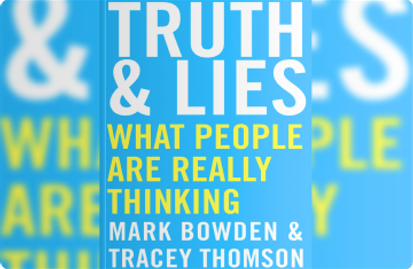 TRUTH
& LIES
WHAT PEOPLE
ARE REALLY
THINKING
MARK BOWDEN &
TRACEY THOMSON